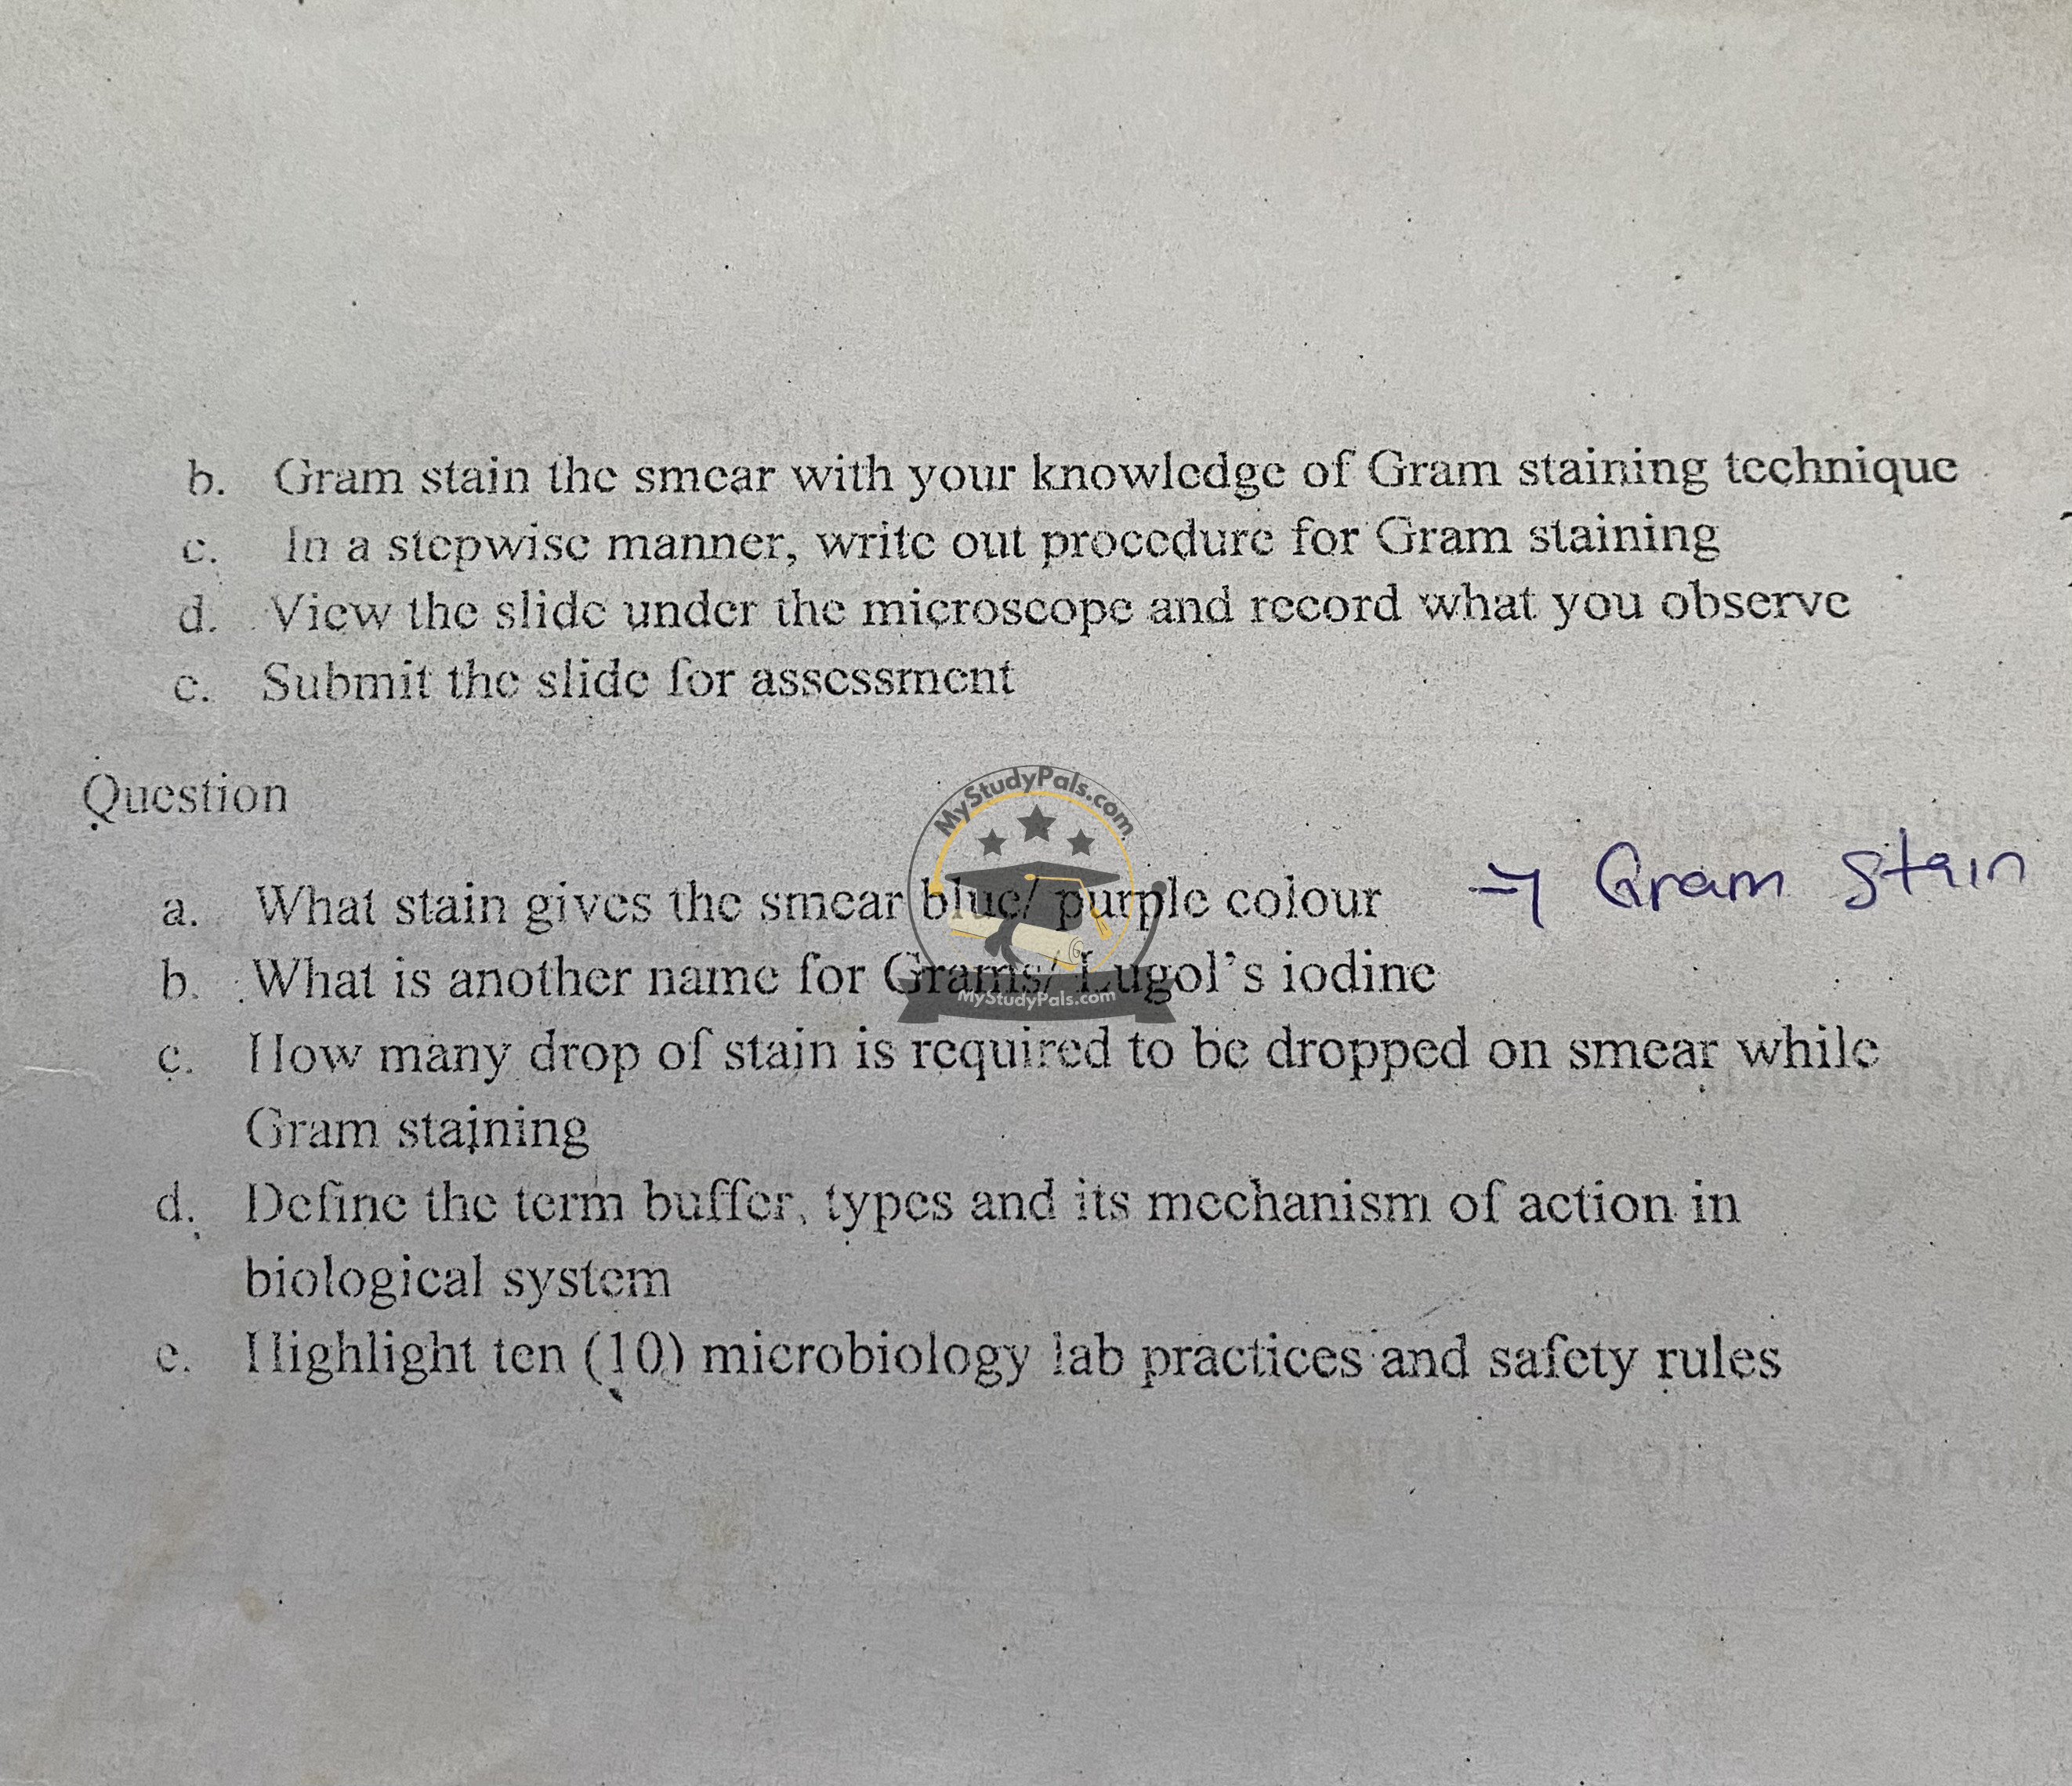 b. Gram stain the smear with your knowledge of Gram staining technique
c. In a stepwise manner, write out procedure for Gram staining
d. View the slide under the microscope and record what you observe
e. Submit the slide for assessment
Question
a. What stain gives the smear blue/ purple colour → Gram stain
MyStudyPals.com
b. What is another name for Grams/ Lugol's iodine
MyStudyPals.com
c. How many drop of stain is required to be dropped on smear while
Gram staining
d. Define the term buffer, types and its mechanism of action in
biological system
e. Highlight ten (10) microbiology lab practices and safety rules